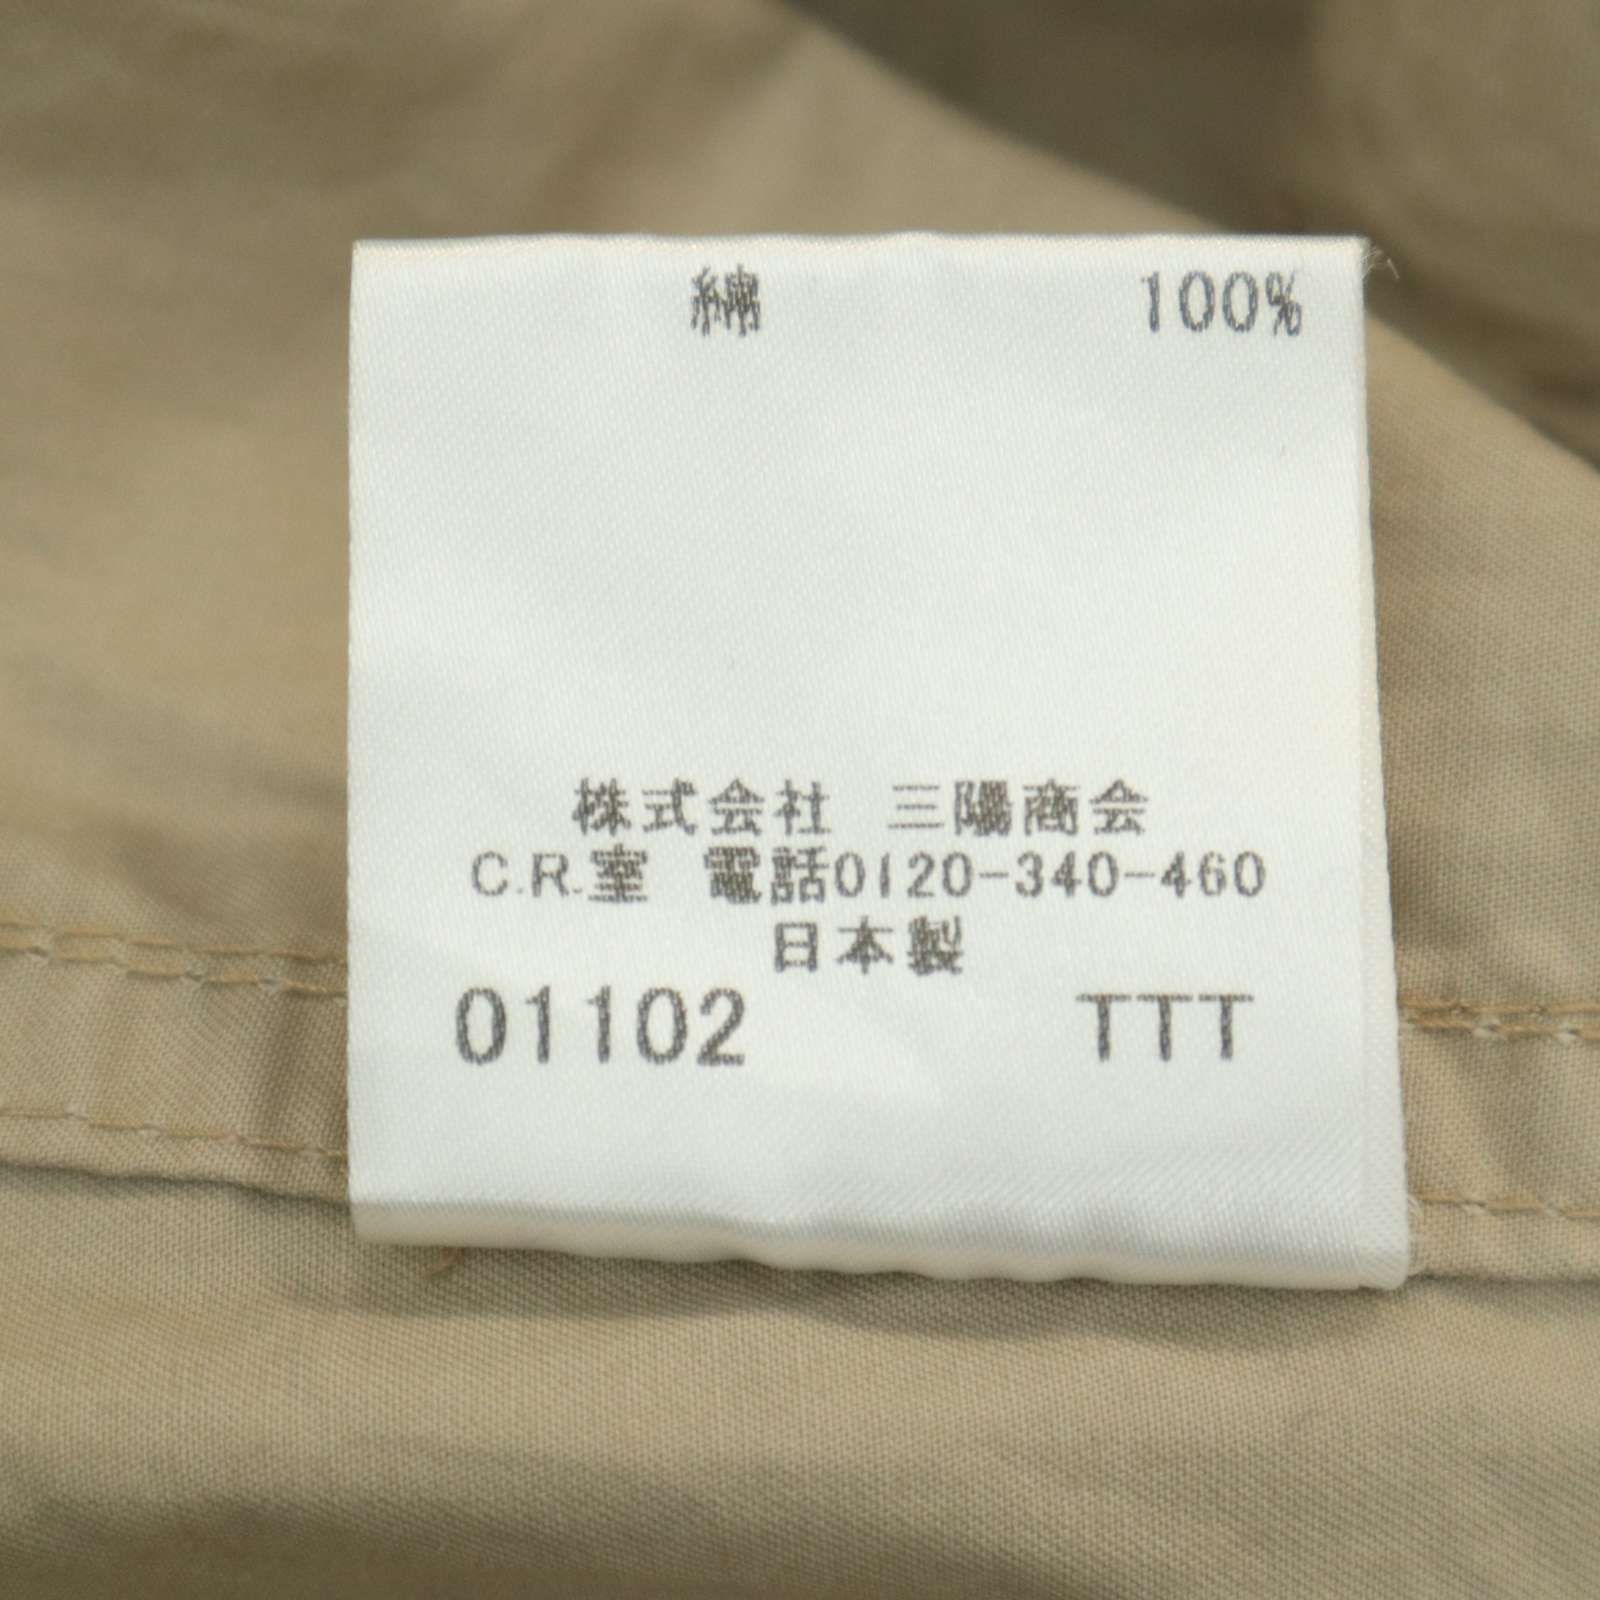 綿 100%
株式会社 三陽商会
C.R.室 電話0120-340-460
日本製
01102 TTT